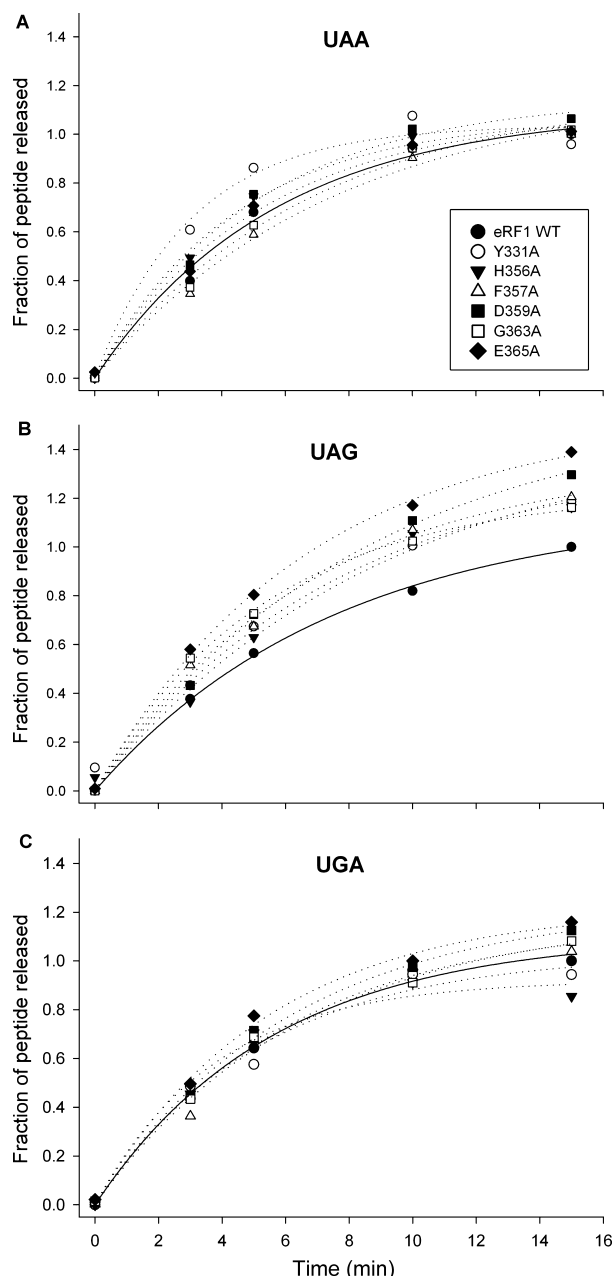 A
UAA
Fraction of peptide released
1.4
1.2
1.0
0.8
0.6
0.4
0.2
0.0
eRF1 WT
Y331A
H356A
F357A
D359A
G363A
E365A
B
UAG
Fraction of peptide released
1.4
1.2
1.0
0.8
0.6
0.4
0.2
0.0
C
UGA
Fraction of peptide released
1.4
1.2
1.0
0.8
0.6
0.4
0.2
0.0
0 2 4 6 8 10 12 14 16
Time (min)